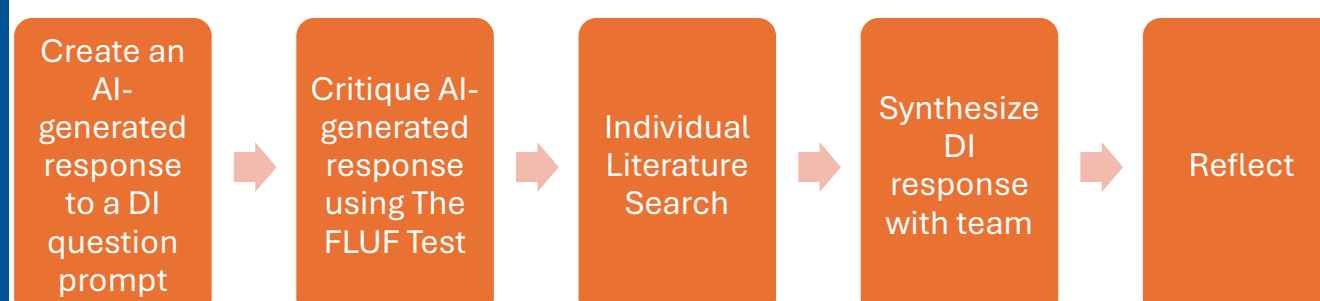 Create an
AI-
generated
response
to a DI
question
prompt
Critique AI-
generated
response
using The
FLUF Test
Individual
Literature
Search
Synthesize
DI
response
with team
Reflect